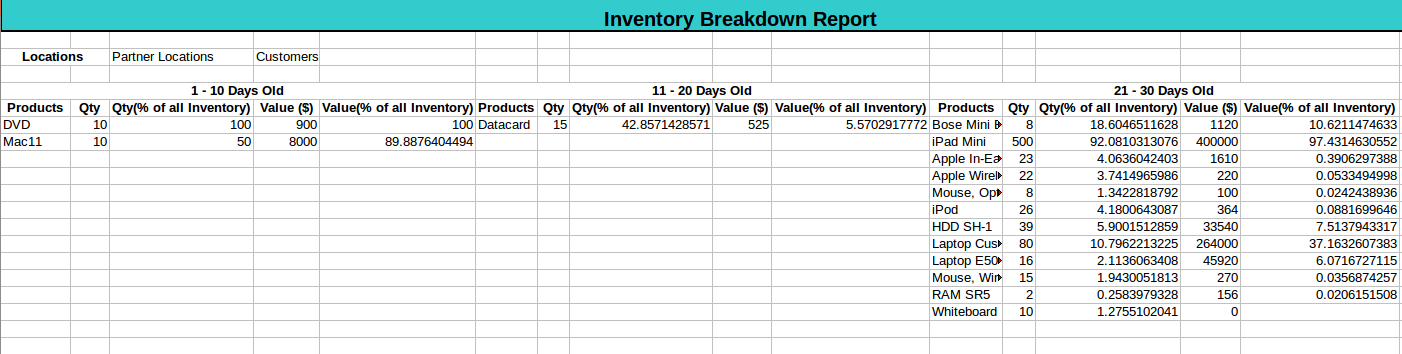 Inventory Breakdown Report
Locations Partner Locations Customers
1 - 10 Days Old 11 - 20 Days Old 21 - 30 Days Old
Products Qty Qty(% of all Inventory) Value ($) Value(% of all Inventory) Products Qty Qty(% of all Inventory) Value ($) Value(% of all Inventory) Products Qty Qty(% of all Inventory) Value ($) Value(% of all Inventory)
DVD 10 100 900 100 Datacard 15 42.8571428571 525 5.5702917772 Bose Mini 8 18.6046511628 1120 10.6211474633
Mac11 10 50 8000 89.8876404494 iPad Mini 500 92.0810313076 400000 97.4314630552
Apple In-Ea 23 4.0636042403 1610 0.3906297388
Apple Wirel 22 3.7414965986 220 0.0533494998
Mouse, Op 8 1.3422818792 100 0.0242438936
iPod 26 4.1800643087 364 0.0881699646
HDD SH-1 39 5.9001512859 33540 7.5137943317
Laptop Cus 80 10.7962213225 264000 37.1632607383
Laptop E50 16 2.1136063408 45920 6.0716727115
Mouse, Wir 15 1.9430051813 270 0.0356874257
RAM SR5 2 0.2583979328 156 0.0206151508
Whiteboard 10 1.2755102041 0